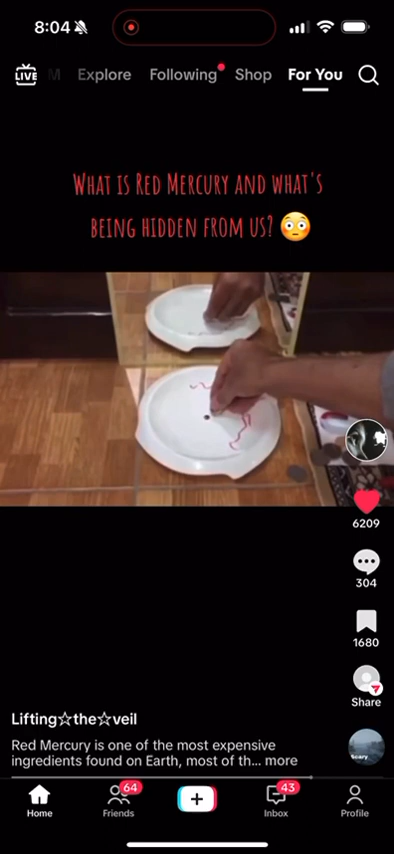 8:04
LIVE
Explore
Following
Shop
For You
What is Red Mercury and what's
being hidden from us? 😳
6209
304
1680
Share
Lifting☆the☆veil
Red Mercury is one of the most expensive
ingredients found on Earth, most of th... more
Scary
64
43
Home
Friends
Inbox
Profile